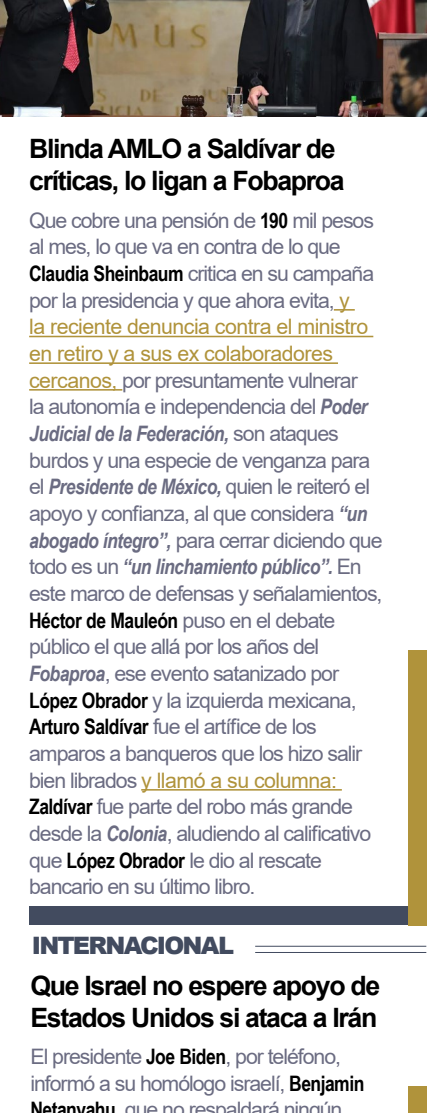 IMUS
S DE JUN
CIA
Blinda AMLO a Saldívar de
críticas, lo ligan a Fobaproa
Que cobre una pensión de 190 mil pesos
al mes, lo que va en contra de lo que
Claudia Sheinbaum critica en su campaña
por la presidencia y que ahora evita, y
la reciente denuncia contra el ministro
en retiro y a sus ex colaboradores
cercanos, por presuntamente vulnerar
la autonomía e independencia del Poder
Judicial de la Federación, son ataques
burdos y una especie de venganza para
el Presidente de México, quien le reiteró el
apoyo y confianza, al que considera “un
abogado íntegro”, para cerrar diciendo que
todo es un “un linchamiento público”. En
este marco de defensas y señalamientos,
Héctor de Mauleón puso en el debate
público el que allá por los años del
Fobaproa, ese evento satanizado por
López Obrador y la izquierda mexicana,
Arturo Saldívar fue el artífice de los
amparos a banqueros que los hizo salir
bien librados y llamó a su columna:
Zaldívar fue parte del robo más grande
desde la Colonia, aludiendo al calificativo
que López Obrador le dio al rescate
bancario en su último libro.
INTERNACIONAL
Que Israel no espere apoyo de
Estados Unidos si ataca a Irán
El presidente Joe Biden, por teléfono,
informó a su homólogo israelí, Benjamin
Netanyahu, que no respaldará ningún